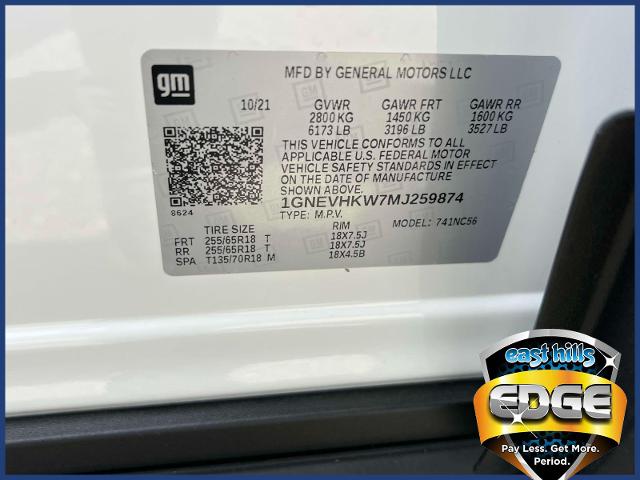 gm
MFD BY GENERAL MOTORS LLC
10/21 GVWR GAWR FRT GAWR RR
2800 KG 1450 KG 1600 KG
6173 LB 3196 LB 3527 LB
THIS VEHICLE CONFORMS TO ALL
APPLICABLE U.S. FEDERAL MOTOR
VEHICLE SAFETY STANDARDS IN EFFECT
ON THE DATE OF MANUFACTURE
SHOWN ABOVE.
1GNEVHKW7MJ259874
8624
TYPE: M.P.V. MODEL: 741NC56
TIRE SIZE RIM
FRT 255/65R18 T 18X7.5J
RR 255/65R18 T 18X7.5J
SPA T135/70R18 M 18X4.5B
east hills
EDGE
Pay Less. Get More.
Period.